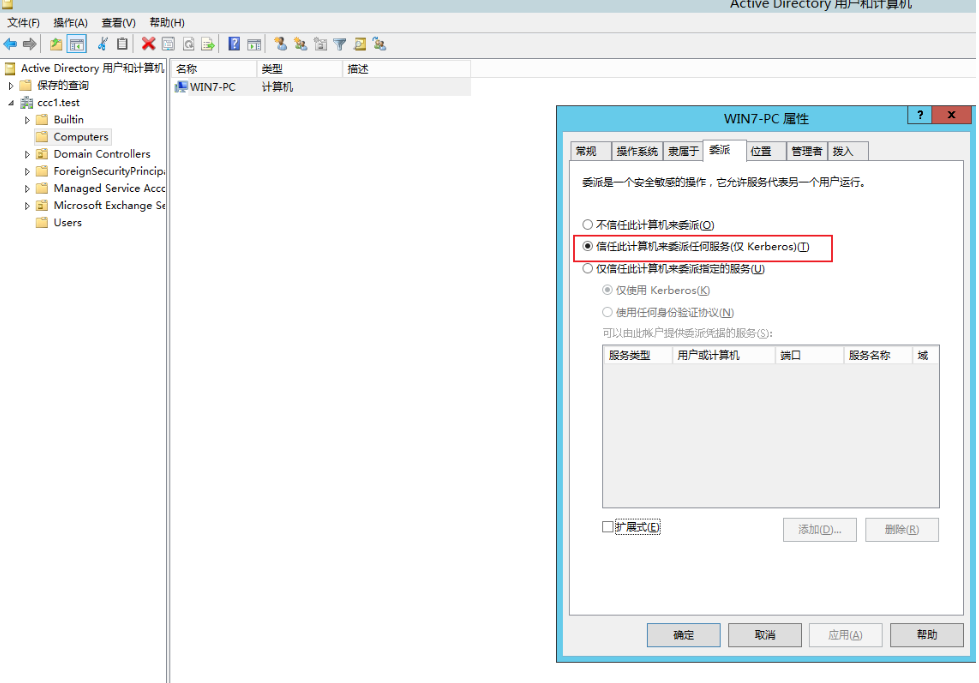 Active Directory 用户和计算机
文件(F) 操作(A) 查看(V) 帮助(H)
Active Directory 用户和计算机
保存的查询
ccc1.test
Builtin
Computers
Domain Controllers
ForeignSecurityPrincip
Managed Service Acc
Microsoft Exchange Se
Users
名称 类型 描述
WIN7-PC 计算机
WIN7-PC 属性
? x
常规 操作系统 隶属于 委派 位置 管理者 拨入
委派是一个安全敏感的操作，它允许服务代表另一个用户运行。
不信任此计算机来委派(O)
信任此计算机来委派任何服务(仅 Kerberos)(T)
仅信任此计算机来委派指定的服务(U)
仅使用 Kerberos(K)
使用任何身份验证协议(N)
可以由此帐户提供委派凭据的服务(S):
服务类型 用户或计算机 端口 服务名称 域
扩展式(E)
添加(D)... 删除(R)
确定 取消 应用(A) 帮助